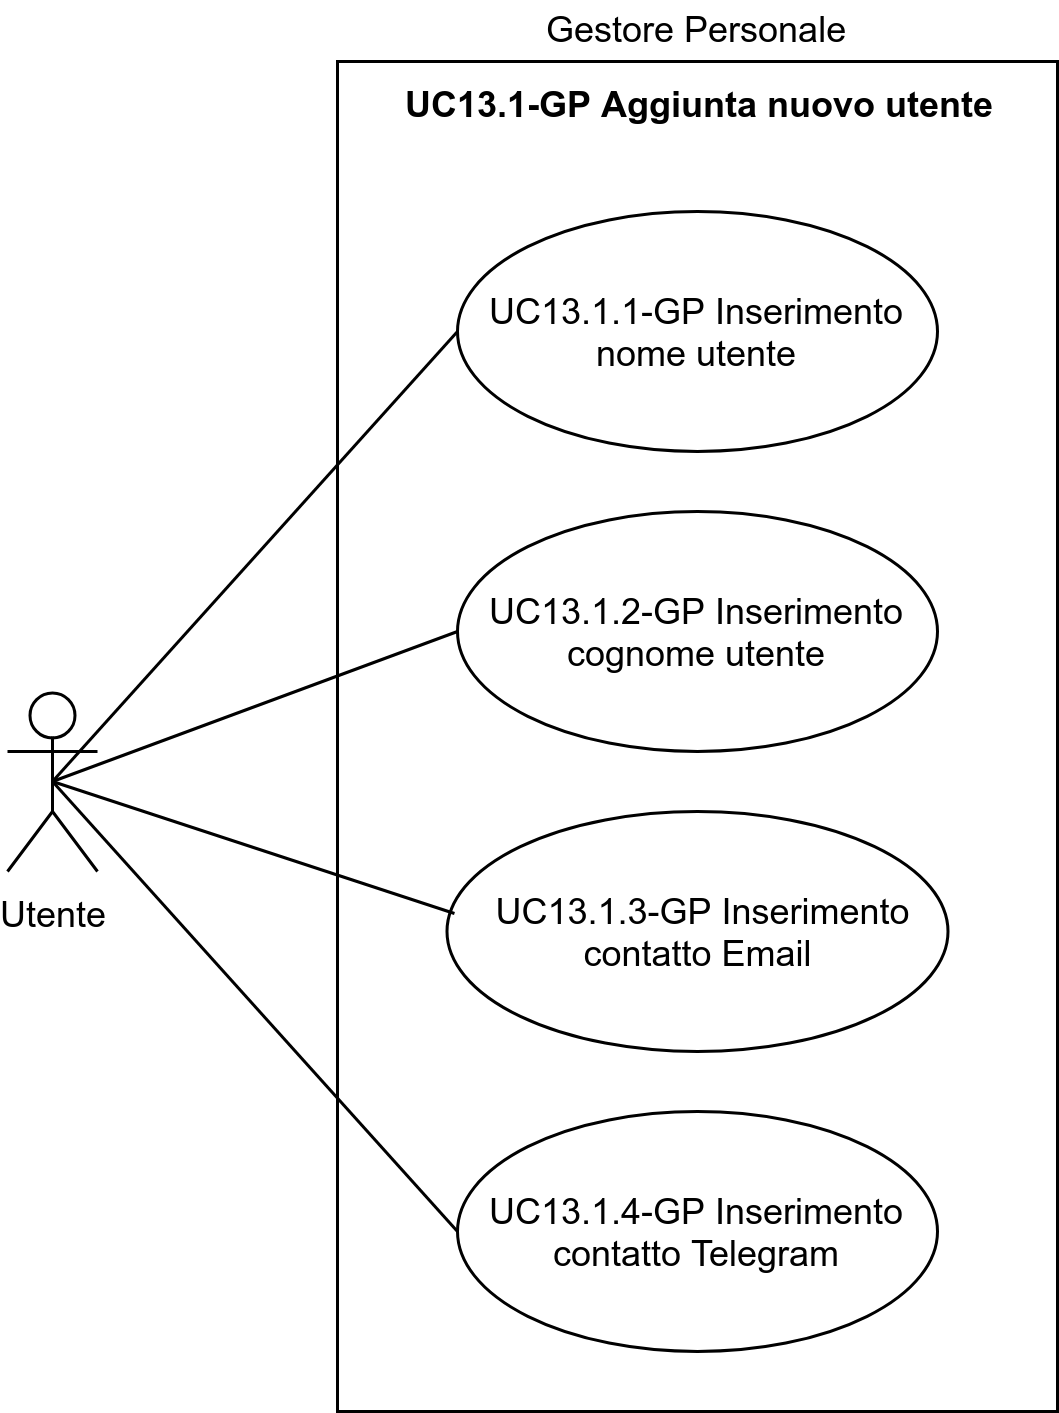 Gestore Personale
UC13.1-GP Aggiunta nuovo utente
UC13.1.1-GP Inserimento
nome utente
UC13.1.2-GP Inserimento
cognome utente
Utente
UC13.1.3-GP Inserimento
contatto Email
UC13.1.4-GP Inserimento
contatto Telegram